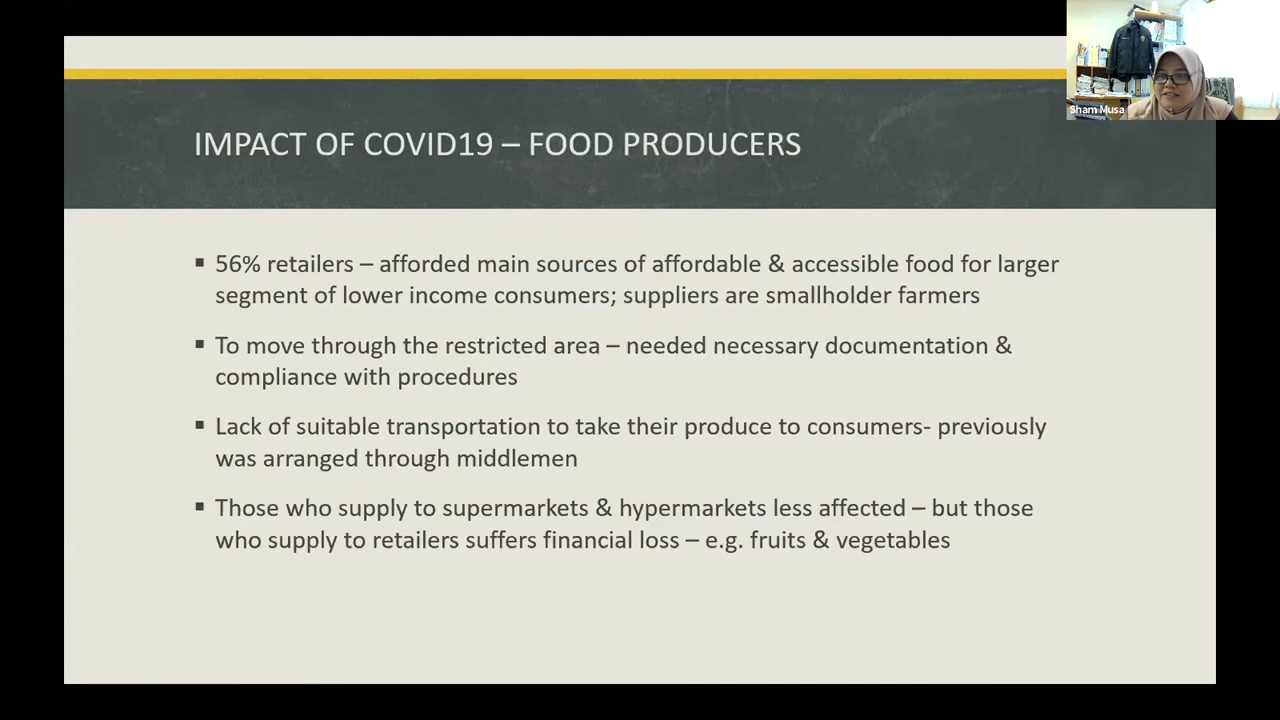 Sham Musa
IMPACT OF COVID19 – FOOD PRODUCERS
▪ 56% retailers – afforded main sources of affordable & accessible food for larger
segment of lower income consumers; suppliers are smallholder farmers
▪ To move through the restricted area – needed necessary documentation &
compliance with procedures
▪ Lack of suitable transportation to take their produce to consumers- previously
was arranged through middlemen
▪ Those who supply to supermarkets & hypermarkets less affected – but those
who supply to retailers suffers financial loss – e.g. fruits & vegetables